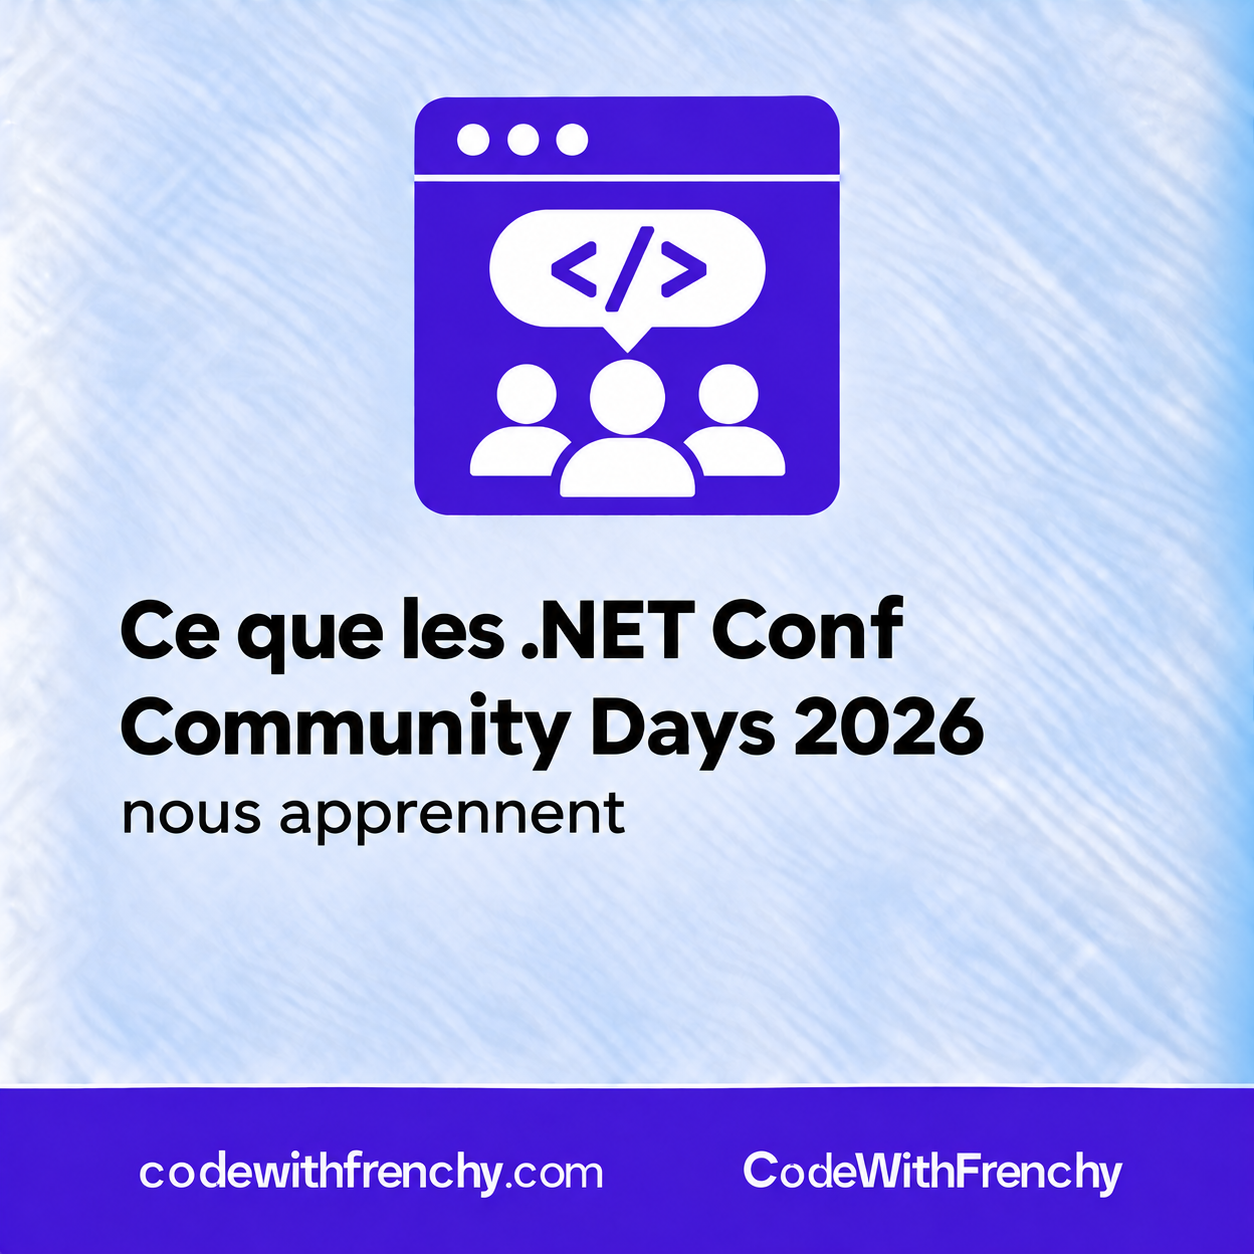 </>
Ce que les .NET Conf
Community Days 2026
nous apprennent
codewithfrenchy.com
CodeWithFrenchy